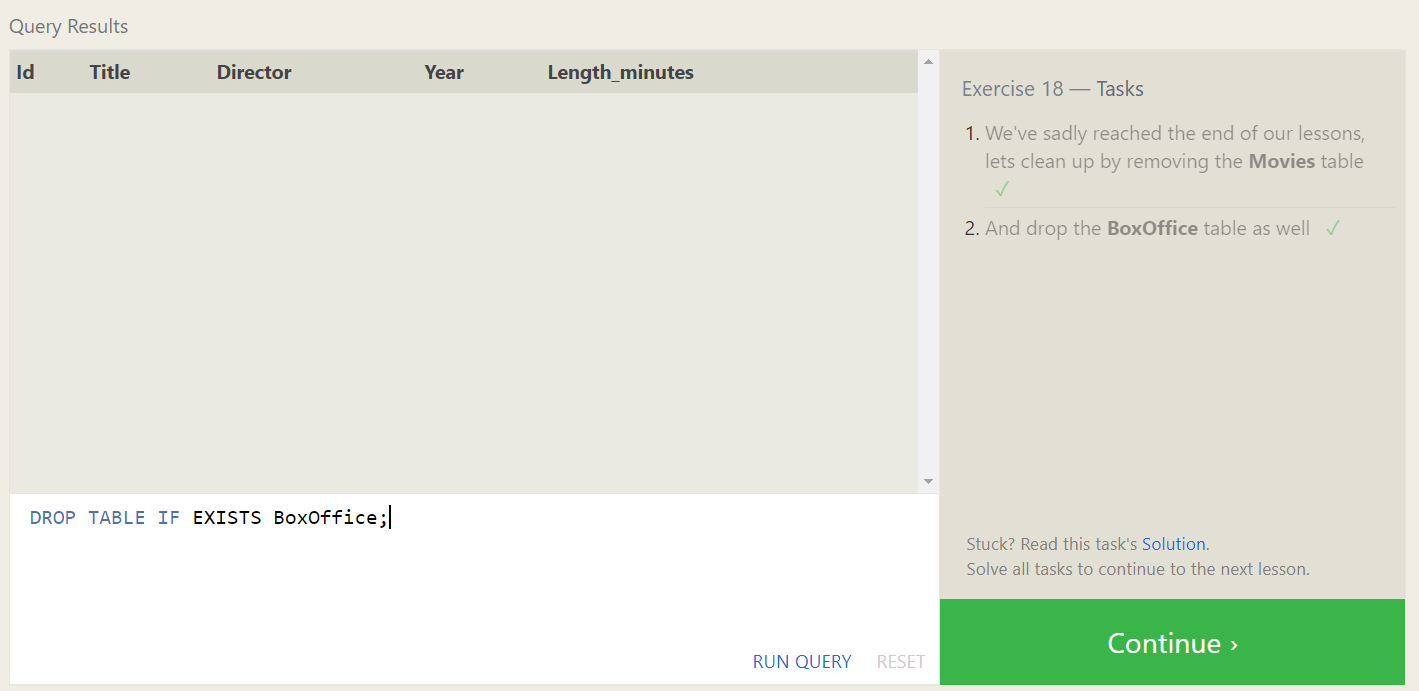 Query Results
Id Title Director Year Length_minutes
DROP TABLE IF EXISTS BoxOffice;
RUN QUERY RESET
Exercise 18 — Tasks
1. We've sadly reached the end of our lessons,
lets clean up by removing the Movies table
✓
2. And drop the BoxOffice table as well ✓
Stuck? Read this task's Solution.
Solve all tasks to continue to the next lesson.
Continue ›